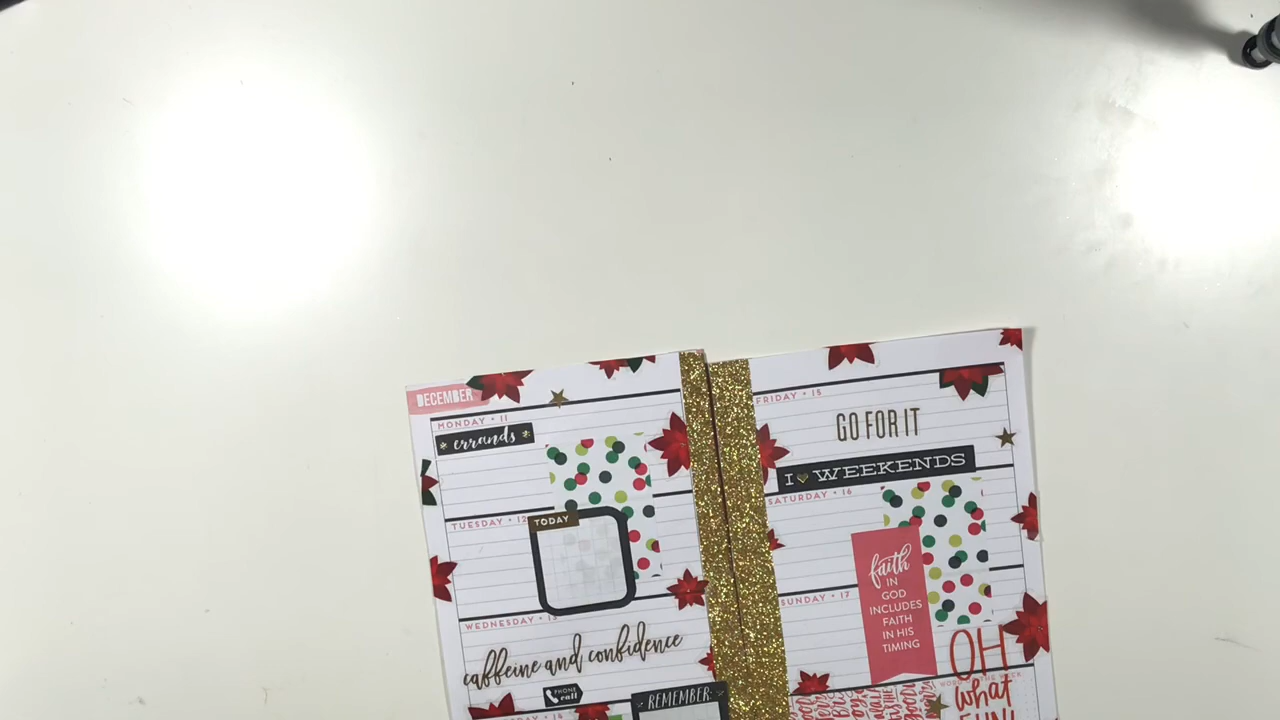 DECEMBER
MONDAY • 11
errands
TUESDAY • 12
TODAY
WEDNESDAY • 13
caffeine and confidence
PHONE
call
REMEMBER:
FRIDAY • 15
GO FOR IT
I WEEKENDS
SATURDAY • 16
faith
IN
GOD
INCLUDES
FAITH
IN HIS
TIMING
SUNDAY • 17
OH
what
FUN!